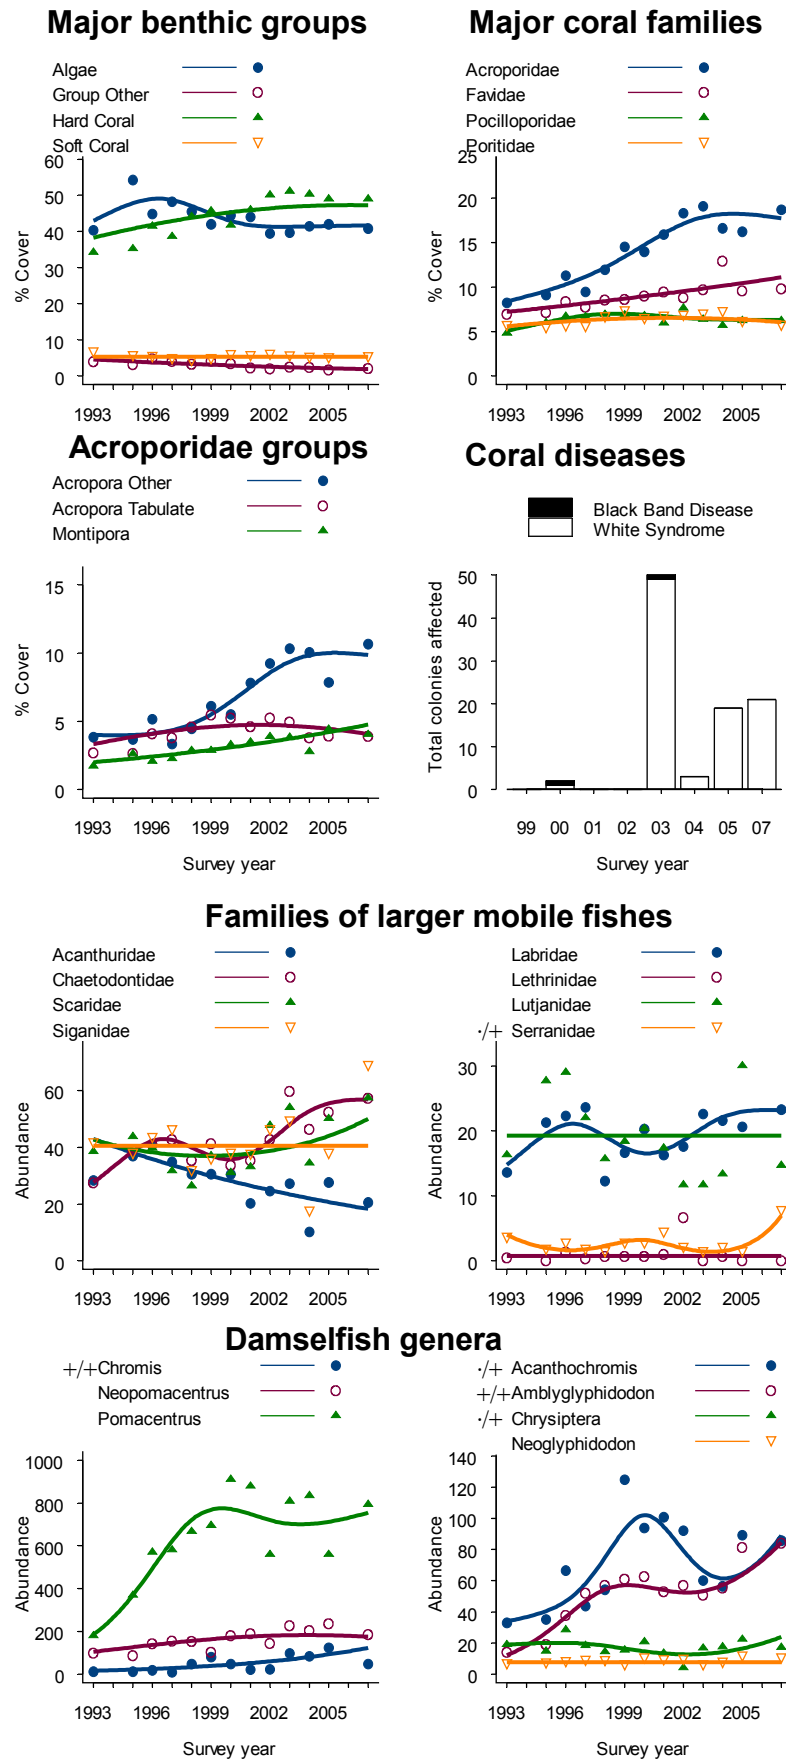 Major benthic groups
Major coral families
Algae
Group Other
Hard Coral
Soft Coral
Acroporidae
Favidae
Pocilloporidae
Poritidae
60
50
40
30
20
10
0
% Cover
1993 1996 1999 2002 2005
25
20
15
10
5
0
% Cover
1993 1996 1999 2002 2005
Acroporidae groups
Coral diseases
Acropora Other
Acropora Tabulate
Montipora
Black Band Disease
White Syndrome
15
10
5
0
% Cover
1993 1996 1999 2002 2005
Survey year
50
40
30
20
10
0
Total colonies affected
99 00 01 02 03 04 05 07
Survey year
Families of larger mobile fishes
Acanthuridae
Chaetodontidae
Scaridae
Siganidae
Labridae
Lethrinidae
Lutjanidae
·/+ Serranidae
60
40
20
0
Abundance
1993 1996 1999 2002 2005
30
20
10
0
Abundance
1993 1996 1999 2002 2005
Damselfish genera
+/+Chromis
Neopomacentrus
Pomacentrus
·/+ Acanthochromis
+/+Amblyglyphidodon
·/+ Chrysiptera
Neoglyphidodon
1000
800
600
400
200
0
Abundance
1993 1996 1999 2002 2005
Survey year
140
120
100
80
60
40
20
0
Abundance
1993 1996 1999 2002 2005
Survey year